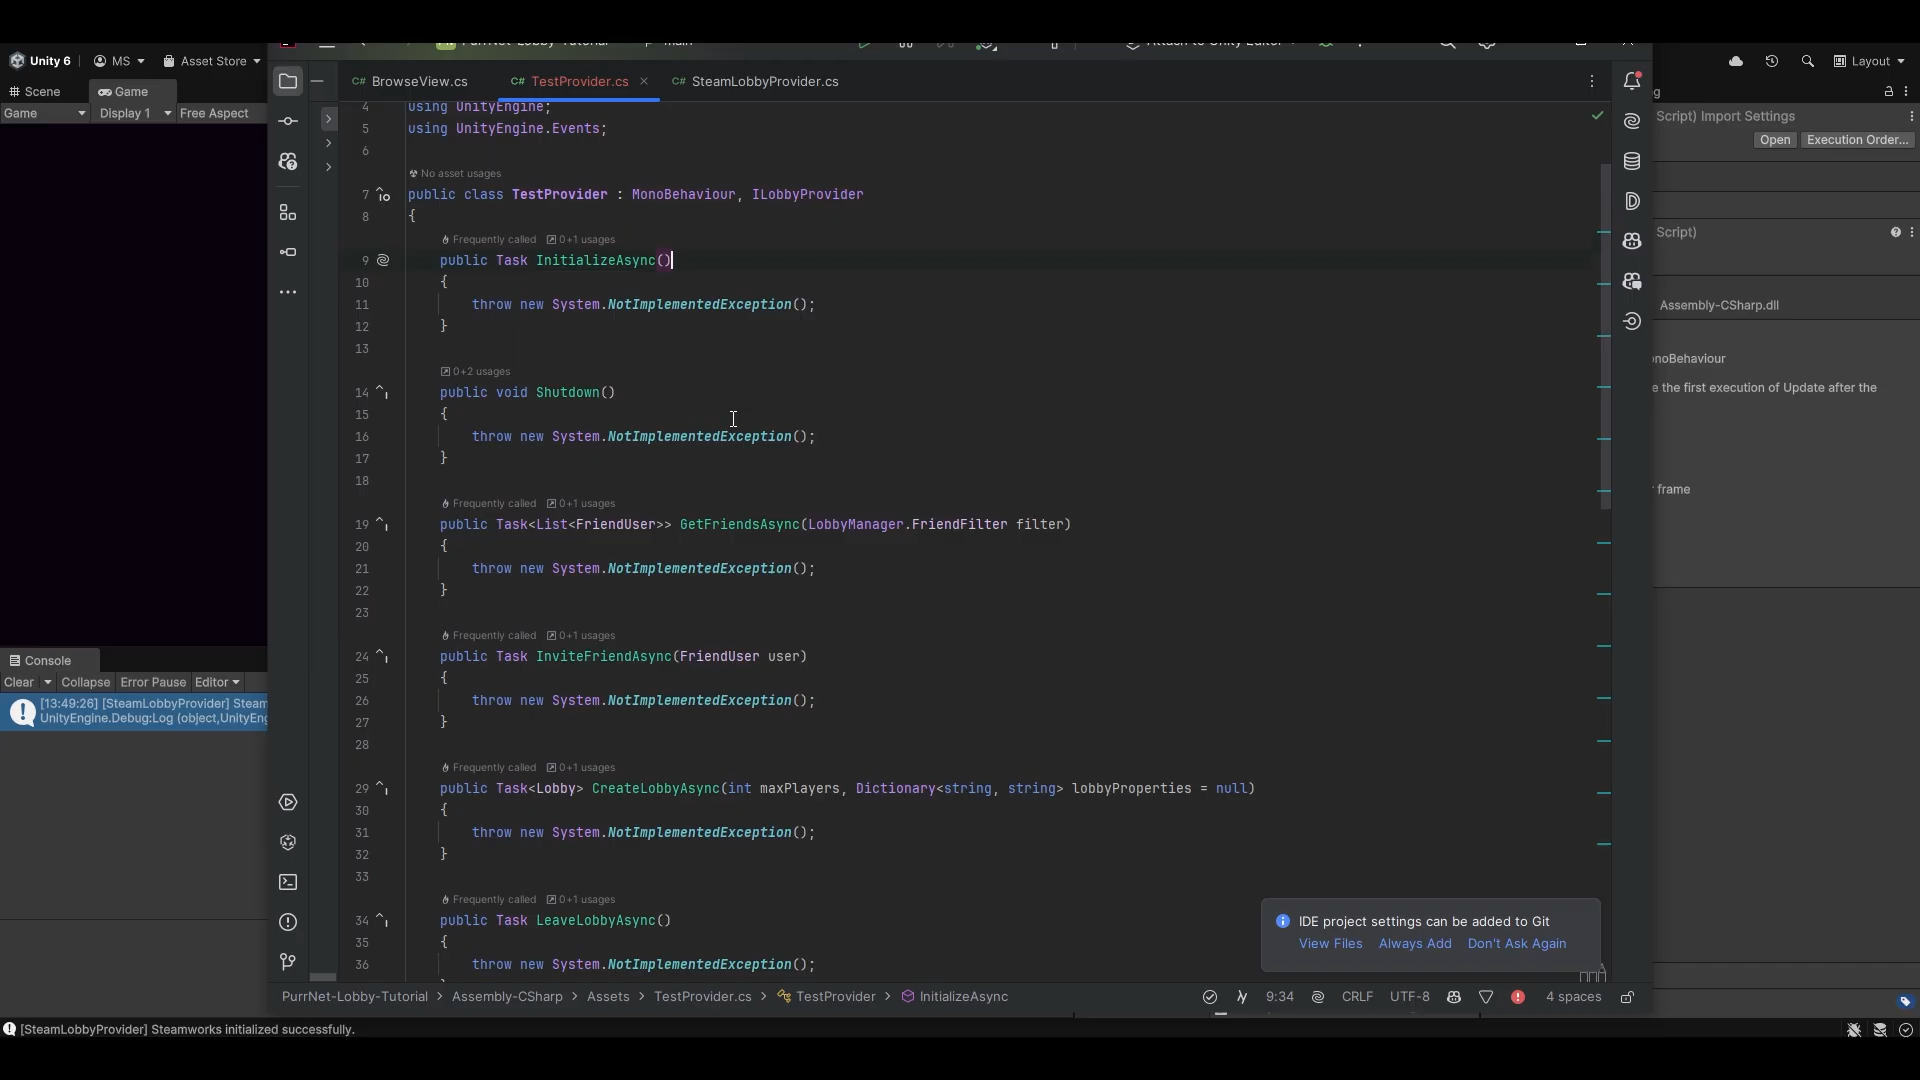 Unity 6
MS
Asset Store
Layout
Scene
Game
Game
Display 1
Free Aspect
BrowseView.cs
TestProvider.cs
SteamLobbyProvider.cs
Script) Import Settings
Open
Execution Order...
Script)
Assembly-CSharp.dll
onoBehaviour
e the first execution of Update after the
frame
4 using UnityEngine;
5 using UnityEngine.Events;
6
No asset usages
7 public class TestProvider : MonoBehaviour, ILobbyProvider
8 {
Frequently called 0+1 usages
9 public Task InitializeAsync()
10 {
11 throw new System.NotImplementedException();
12 }
13
0+2 usages
14 public void Shutdown()
15 {
16 throw new System.NotImplementedException();
17 }
18
Frequently called 0+1 usages
19 public Task<List<FriendUser>> GetFriendsAsync(LobbyManager.FriendFilter filter)
20 {
21 throw new System.NotImplementedException();
22 }
23
Frequently called 0+1 usages
24 public Task InviteFriendAsync(FriendUser user)
25 {
26 throw new System.NotImplementedException();
27 }
28
Frequently called 0+1 usages
29 public Task<Lobby> CreateLobbyAsync(int maxPlayers, Dictionary<string, string> lobbyProperties = null)
30 {
31 throw new System.NotImplementedException();
32 }
33
Frequently called 0+1 usages
34 public Task LeaveLobbyAsync()
35 {
36 throw new System.NotImplementedException();
Console
Clear
Collapse
Error Pause
Editor
[13:49:26] [SteamLobbyProvider] Steam
UnityEngine.Debug:Log (object,UnityEng
IDE project settings can be added to Git
View Files Always Add Don't Ask Again
PurrNet-Lobby-Tutorial > Assembly-CSharp > Assets > TestProvider.cs > TestProvider > InitializeAsync
9:34
CRLF
UTF-8
4 spaces
[SteamLobbyProvider] Steamworks initialized successfully.